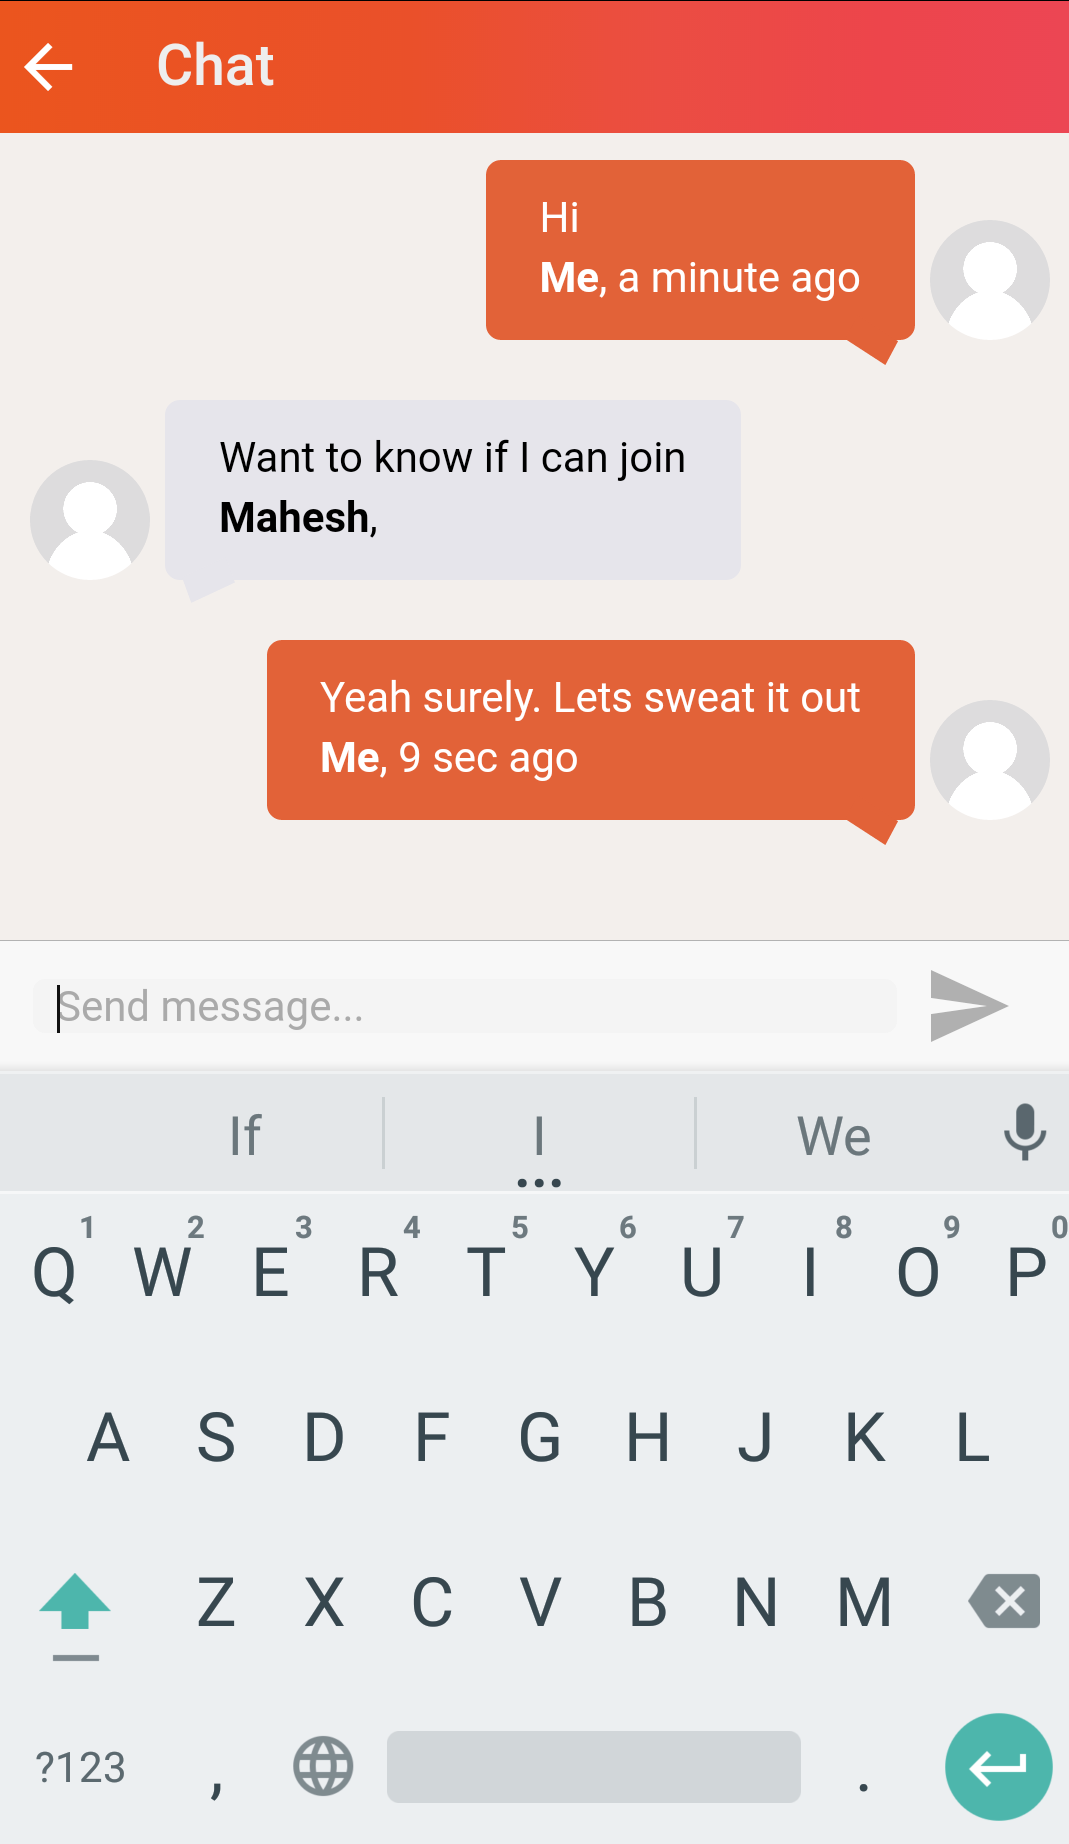 Chat
Hi
Me, a minute ago
Want to know if I can join
Mahesh,
Yeah surely. Lets sweat it out
Me, 9 sec ago
Send message...
If I We
1 2 3 4 5 6 7 8 9 0
Q W E R T Y U I O P
A S D F G H J K L
Z X C V B N M
?123 , .